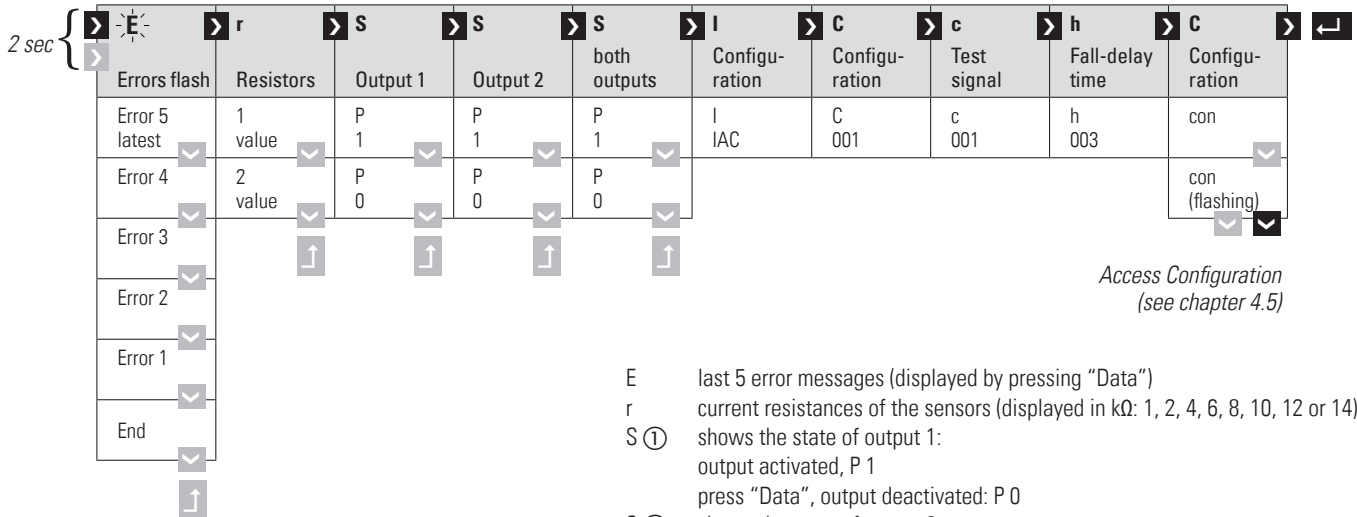 2 sec
E r S S S I C c h C
both Configu- Configu- Test Fall-delay Configu-
Errors flash Resistors Output 1 Output 2 outputs ration ration signal time ration
Error 5 1 P P P I C c h con
latest value 1 1 1 IAC 001 001 003
Error 4 2 P P P con
value 0 0 0 (flashing)
Error 3
Error 2
Error 1
End
Access Configuration
(see chapter 4.5)
E last 5 error messages (displayed by pressing “Data”)
r current resistances of the sensors (displayed in kΩ: 1, 2, 4, 6, 8, 10, 12 or 14)
S ① shows the state of output 1:
output activated, P 1
press “Data”, output deactivated: P 0